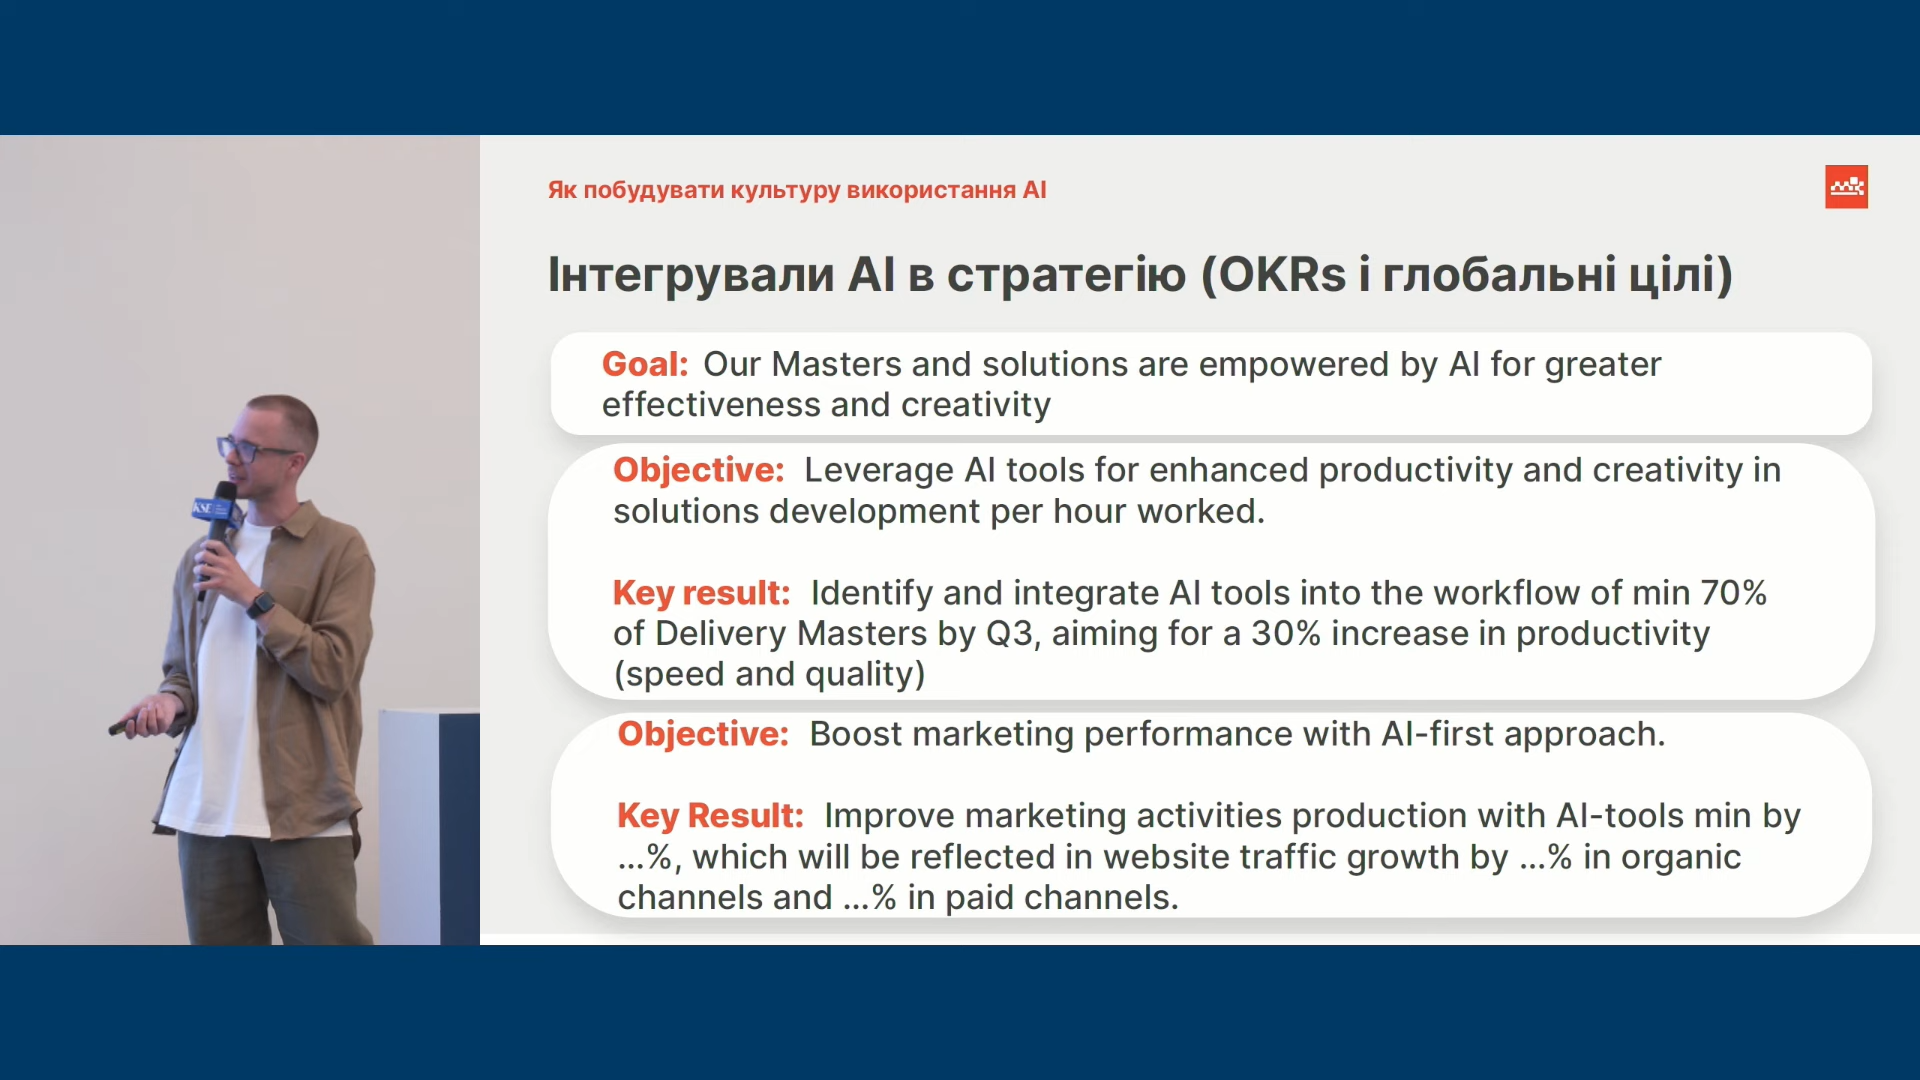 Як побудувати культуру використання AI
Інтегрували AI в стратегію (OKRs і глобальні цілі)
Goal: Our Masters and solutions are empowered by AI for greater
effectiveness and creativity
Objective: Leverage AI tools for enhanced productivity and creativity in
solutions development per hour worked.
Key result: Identify and integrate AI tools into the workflow of min 70%
of Delivery Masters by Q3, aiming for a 30% increase in productivity
(speed and quality)
Objective: Boost marketing performance with AI-first approach.
Key Result: Improve marketing activities production with AI-tools min by
...%, which will be reflected in website traffic growth by ...% in organic
channels and ...% in paid channels.
KSE